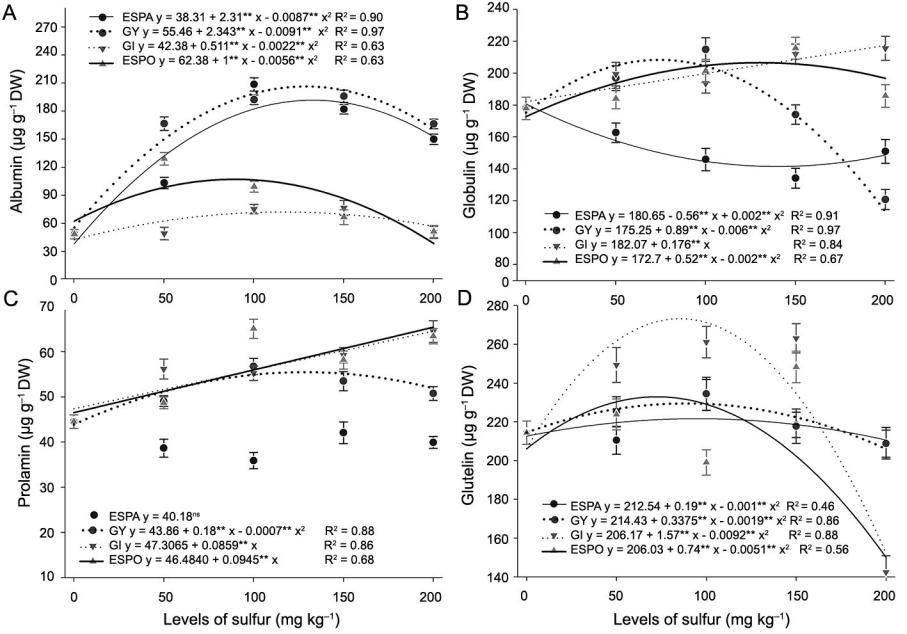 A
ESPA y = 38.31 + 2.31** x - 0.0087** x² R² = 0.90
GY y = 55.46 + 2.343** x - 0.0091** x² R² = 0.97
GI y = 42.38 + 0.511** x - 0.0022** x² R² = 0.63
ESPO y = 62.38 + 1** x - 0.0056** x² R² = 0.63
Albumin (µg g⁻¹ DW)
270
240
210
180
150
120
90
60
30
0
0 50 100 150 200
B
Globulin (µg g⁻¹ DW)
240
220
200
180
160
140
120
100
80
0
ESPA y = 180.65 - 0.56** x + 0.002** x² R² = 0.91
GY y = 175.25 + 0.89** x - 0.006** x² R² = 0.97
GI y = 182.07 + 0.176** x R² = 0.84
ESPO y = 172.7 + 0.52** x - 0.002** x² R² = 0.67
0 50 100 150 200
C
Prolamin (µg g⁻¹ DW)
70
60
50
40
30
20
10
ESPA y = 40.18ⁿˢ
GY y = 43.86 + 0.18** x - 0.0007** x² R² = 0.88
GI y = 47.3065 + 0.0859** x R² = 0.86
ESPO y = 46.4840 + 0.0945** x R² = 0.68
0 50 100 150 200
Levels of sulfur (mg kg⁻¹)
D
Glutelin (µg g⁻¹ DW)
280
260
240
220
200
180
160
140
ESPA y = 212.54 + 0.19** x - 0.001** x² R² = 0.46
GY y = 214.43 + 0.3375** x - 0.0019** x² R² = 0.86
GI y = 206.17 + 1.57** x - 0.0092** x² R² = 0.88
ESPO y = 206.03 + 0.74** x - 0.0051** x² R² = 0.56
0 50 100 150 200
Levels of sulfur (mg kg⁻¹)